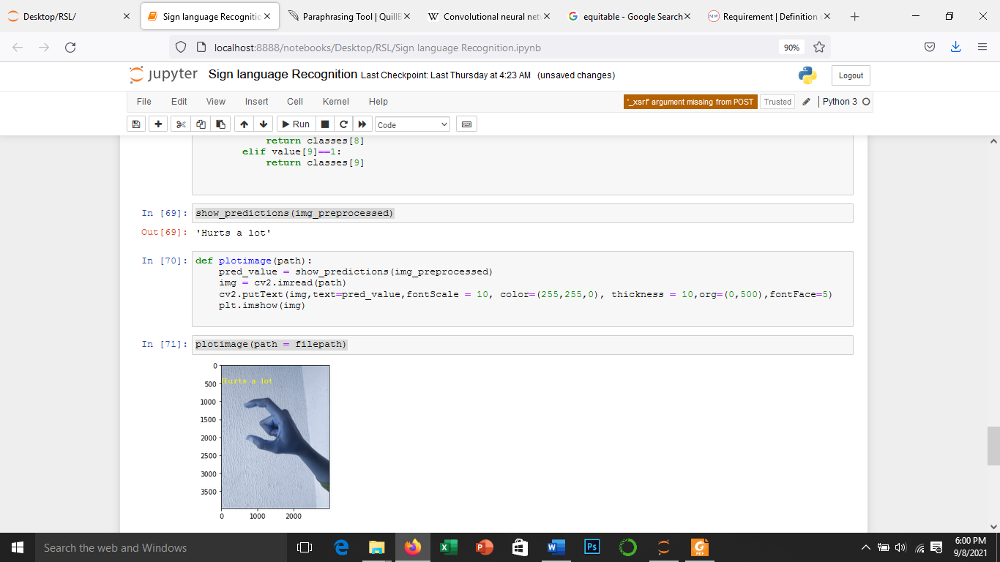 Desktop/RSL/
Sign language Recognitio
Paraphrasing Tool | QuillB
Convolutional neural net
equitable - Google Search
Requirement | Definition
localhost:8888/notebooks/Desktop/RSL/Sign language Recognition.ipynb
90%
jupyter Sign language Recognition Last Checkpoint: Last Thursday at 4:23 AM (unsaved changes)
Logout
File Edit View Insert Cell Kernel Help
'_xsrf' argument missing from POST
Trusted
Python 3
Run
Code
return classes[8]
elif value[9]==1:
return classes[9]
In [69]: show_predictions(img_preprocessed)
Out[69]: 'Hurts a lot'
In [70]: def plotimage(path):
pred_value = show_predictions(img_preprocessed)
img = cv2.imread(path)
cv2.putText(img,text=pred_value,fontScale = 10, color=(255,255,0), thickness = 10,org=(0,500),fontFace=5)
plt.imshow(img)
In [71]: plotimage(path = filepath)
0
500
Hurts a lot
1000
1500
2000
2500
3000
3500
0 1000 2000
Search the web and Windows
6:00 PM
9/8/2021